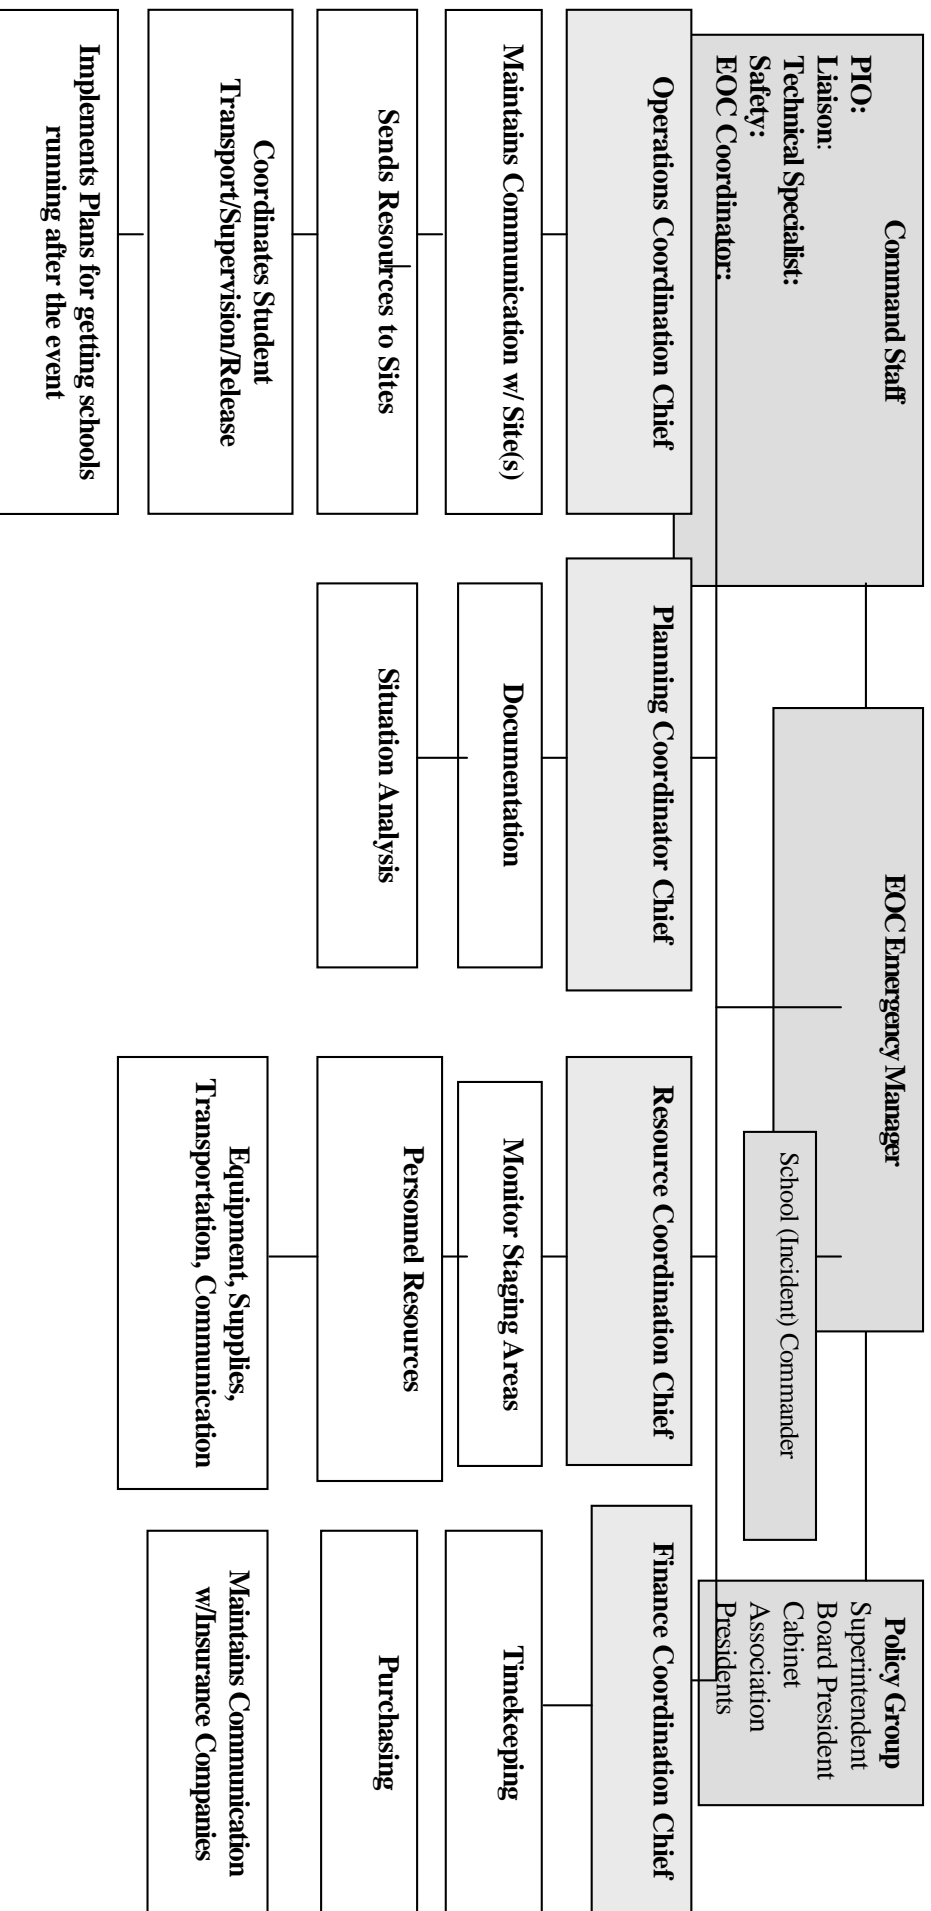 Command Staff
PIO:
Liaison:
Technical Specialist:
Safety:
EOC Coordinator:
EOC Emergency Manager
School (Incident) Commander
Policy Group
Superintendent
Board President
Cabinet
Association
Presidents
Operations Coordination Chief
Maintains Communication w/ Site(s)
Sends Resources to Sites
Coordinates Student
Transport/Supervision/Release
Implements Plans for getting schools
running after the event
Planning Coordinator Chief
Documentation
Situation Analysis
Resource Coordination Chief
Monitor Staging Areas
Personnel Resources
Equipment, Supplies,
Transportation, Communication
Finance Coordination Chief
Timekeeping
Purchasing
Maintains Communication
w/Insurance Companies